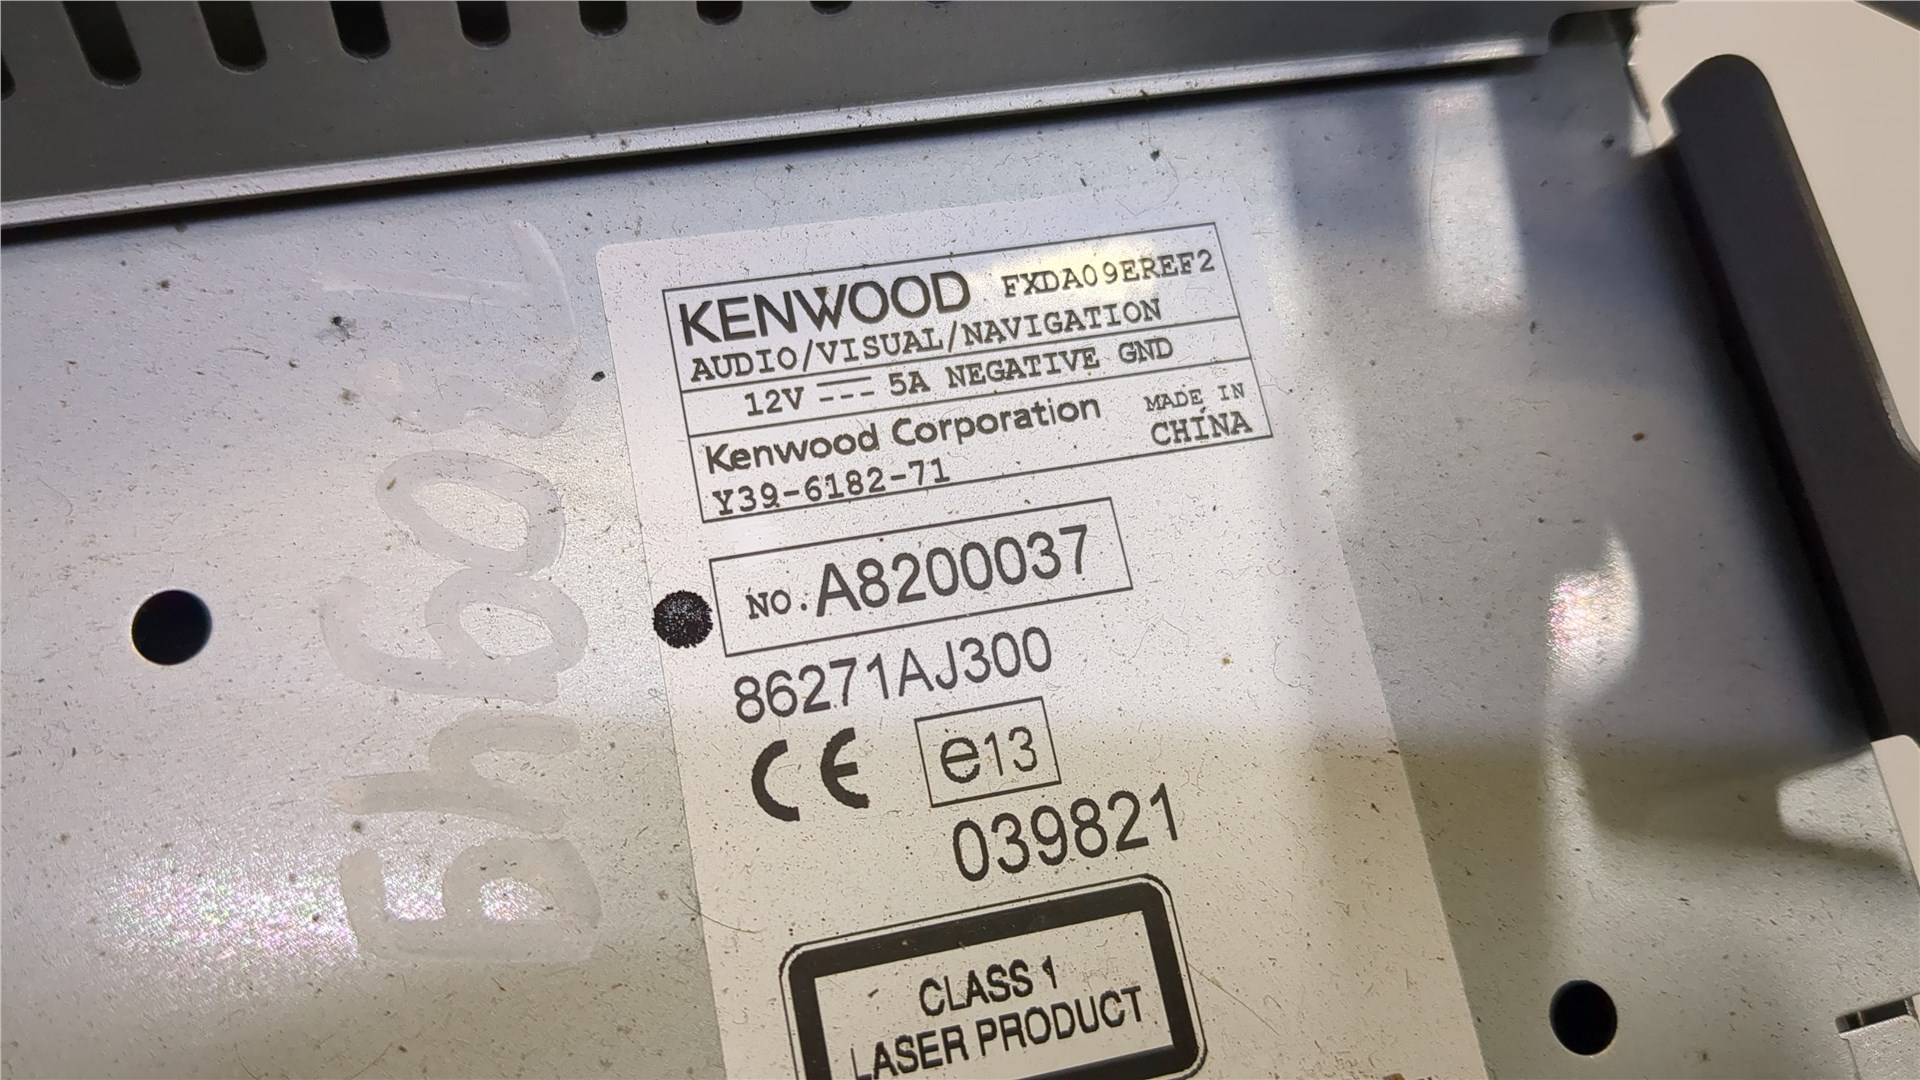 KENWOOD FXDA09EREF2
AUDIO/VISUAL/NAVIGATION
12V 5A NEGATIVE GND
Kenwood Corporation MADE IN CHINA
Y39-6182-71
NO. A8200037
86271AJ300
CE e13
039821
CLASS 1
LASER PRODUCT